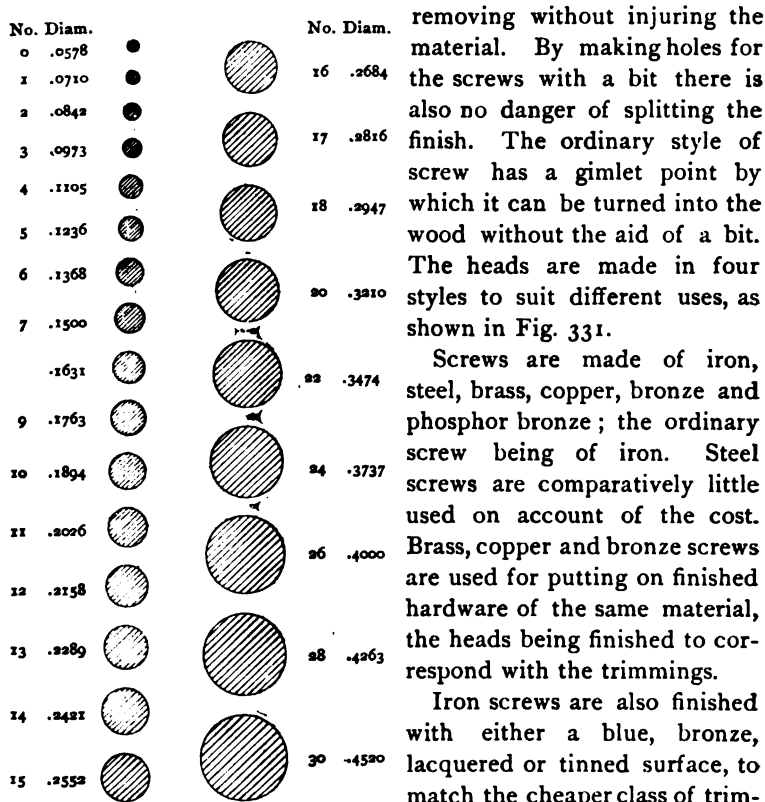 No. Diam.
0 .0578
1 .0710
2 .0842
3 .0973
4 .1105
5 .1236
6 .1368
7 .1500
.1631
9 .1763
10 .1894
11 .2026
12 .2158
13 .2289
14 .2421
15 .2552
No. Diam.
16 .2684
17 .2816
18 .2947
20 .3210
22 .3474
24 .3737
26 .4000
28 .4263
30 .4520
removing without injuring the
material. By making holes for
the screws with a bit there is
also no danger of splitting the
finish. The ordinary style of
screw has a gimlet point by
which it can be turned into the
wood without the aid of a bit.
The heads are made in four
styles to suit different uses, as
shown in Fig. 331.
Screws are made of iron,
steel, brass, copper, bronze and
phosphor bronze ; the ordinary
screw being of iron. Steel
screws are comparatively little
used on account of the cost.
Brass, copper and bronze screws
are used for putting on finished
hardware of the same material,
the heads being finished to cor-
respond with the trimmings.
Iron screws are also finished
with either a blue, bronze,
lacquered or tinned surface, to
match the cheaper class of trim-